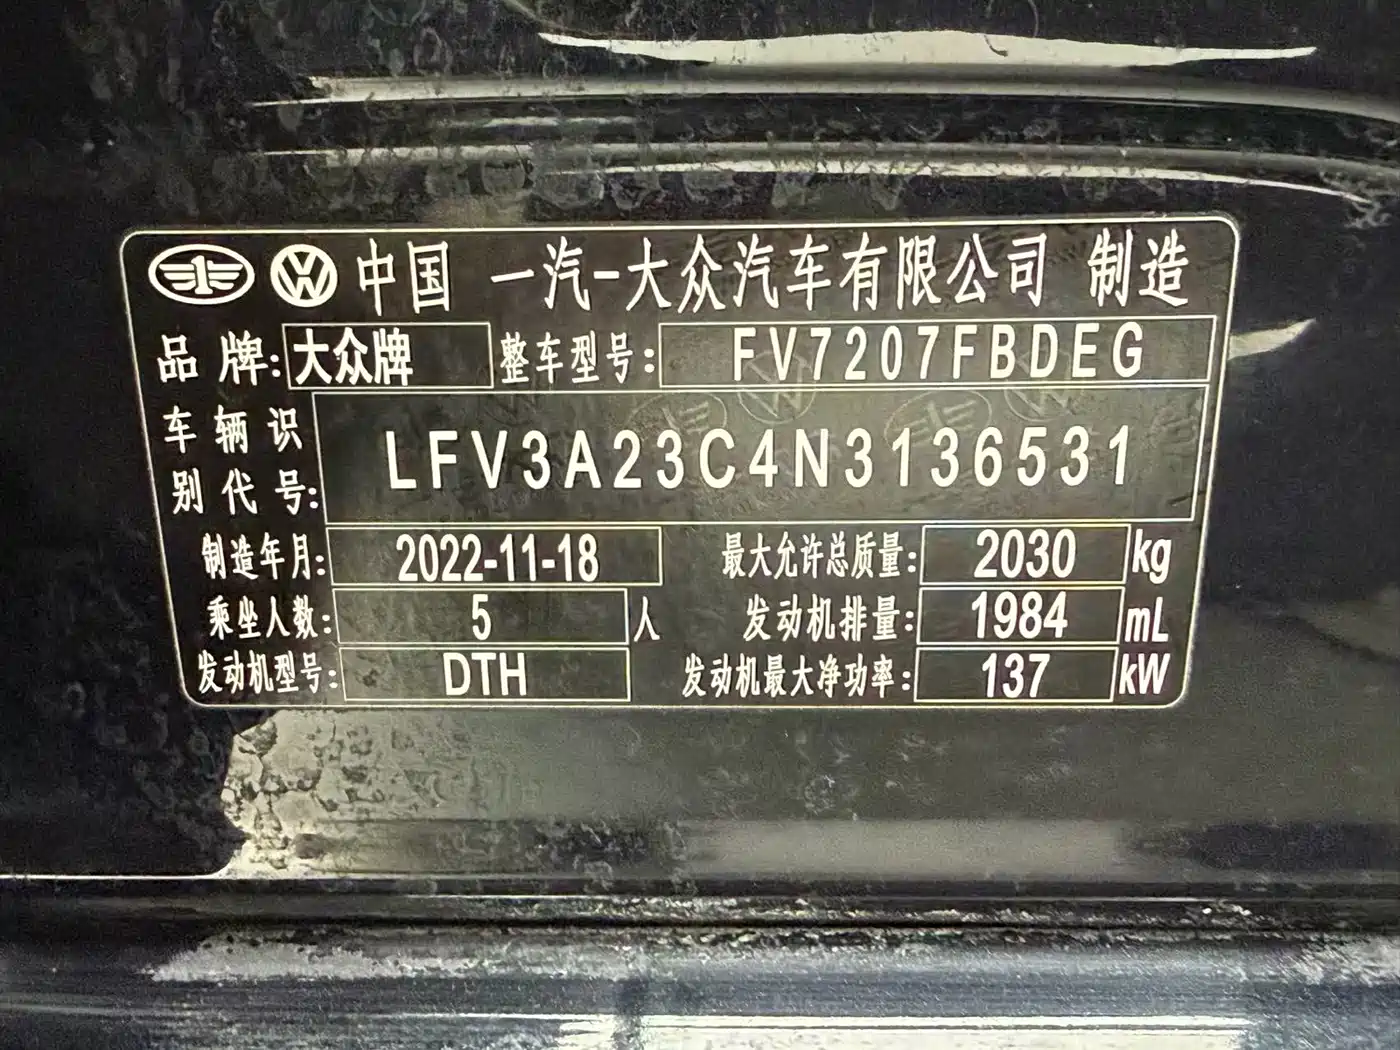 中国 一汽-大众汽车有限公司 制造
品牌: 大众牌 整车型号: FV7207FBDEG
车辆识别代号: LFV3A23C4N3136531
制造年月: 2022-11-18 最大允许总质量: 2030 kg
乘坐人数: 5 人 发动机排量: 1984 mL
发动机型号: DTH 发动机最大净功率: 137 kW